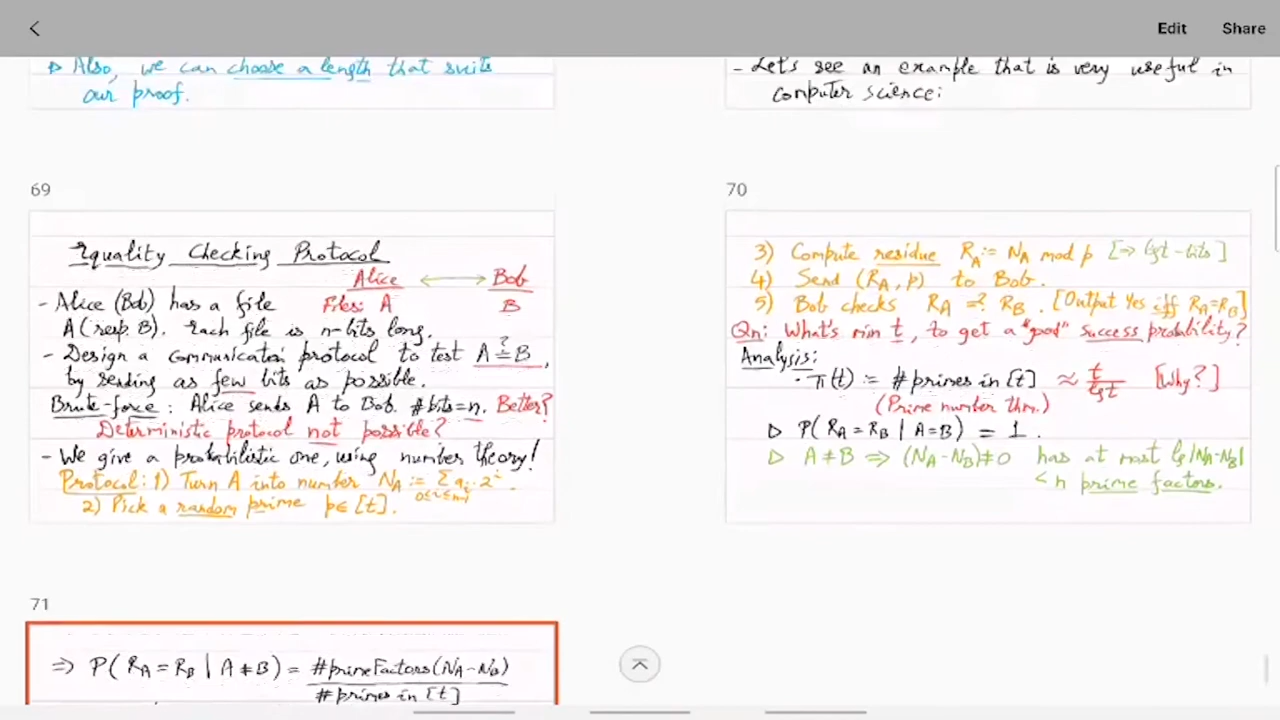 Edit Share
▷ Also, we can choose a length that suits
our proof.
- Let's see an example that is very useful in
computer science:
69
Equality Checking Protocol
Alice ⟷ Bob
- Alice (Bob) has a file Files: A B
A (resp. B). Each file is n-bits long.
- Design a communication protocol to test A ≟ B,
by sending as few bits as possible.
Brute-force: Alice sends A to Bob. #bits = n. Better?
Deterministic protocol not possible?
- We give a probabilistic one, using number theory!
Protocol: 1) Turn A into number N_A := Σ_{0≤i≤n-1} a_i · 2^i.
2) Pick a random prime p∈[t].
70
3) Compute residue R_A := N_A mod p [⇒ lgt-bits]
4) Send (R_A, p) to Bob.
5) Bob checks R_A =? R_B. [Output Yes iff R_A=R_B]
Qn: What's min t, to get a "good" success probability?
Analysis:
· π(t) := #primes in [t] ≈ t/lgt [Why?]
(Prime number thm.)
▷ P(R_A = R_B | A=B) = 1.
▷ A≠B ⇒ (N_A-N_B)≠0 has at most lg|N_A-N_B|
< n prime factors.
71
⇒ P(R_A = R_B | A≠B) = #primeFactors(N_A-N_B)
#primes in [t]